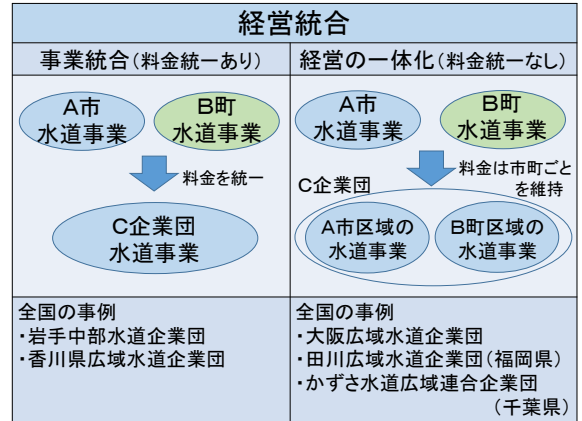 経営統合
事業統合(料金統一あり)
A市
水道事業
B町
水道事業
料金を統一
C企業団
水道事業
全国の事例
・岩手中部水道企業団
・香川県広域水道企業団
経営の一体化(料金統一なし)
A市
水道事業
B町
水道事業
料金は市町ごと
を維持
C企業団
A市区域の
水道事業
B町区域の
水道事業
全国の事例
・大阪広域水道企業団
・田川広域水道企業団(福岡県)
・かずさ水道広域連合企業団
(千葉県)